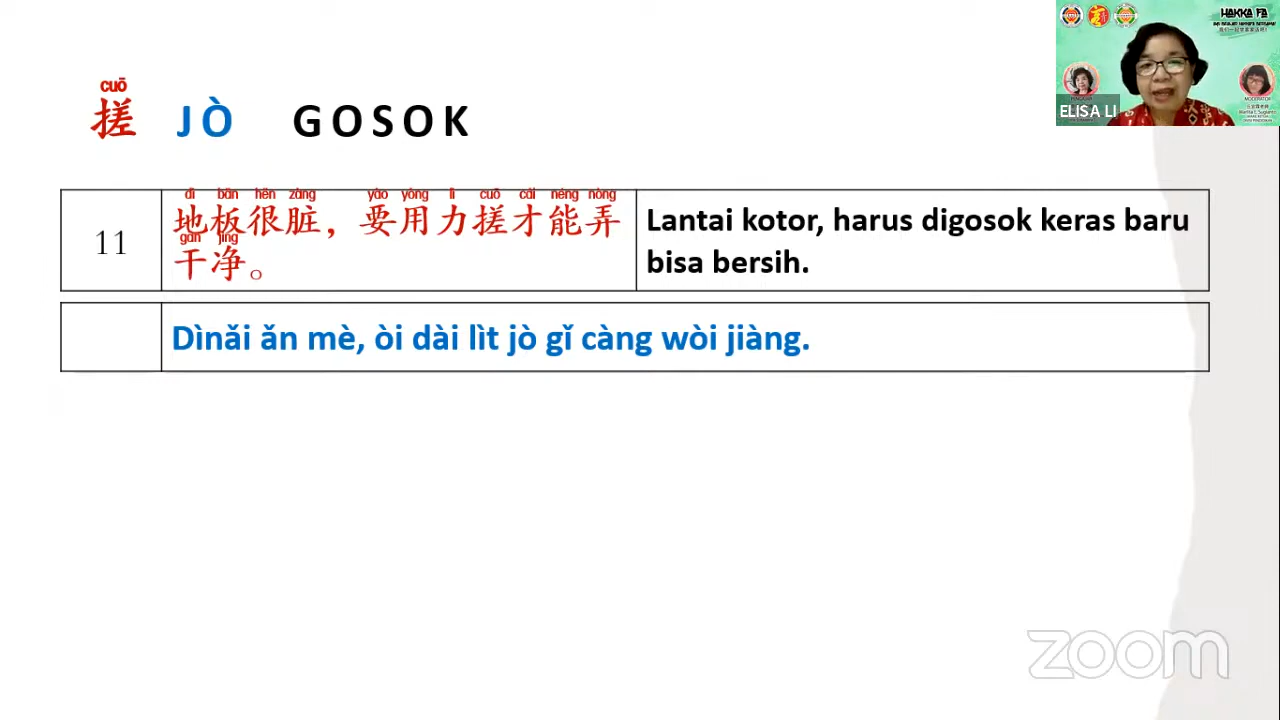 cuō
搓 JÒ GOSOK
11
dì bǎn hěn zāng yào yòng lì cuō cái néng nòng
地板很脏，要用力搓才能弄
gān jìng
干净。
Lantai kotor, harus digosok keras baru
bisa bersih.
Dìnǎi ǎn mè, òi dài lìt jò gǐ càng wòi jiàng.
HAKKA FA
ELISA LI
MODERATOR
zoom